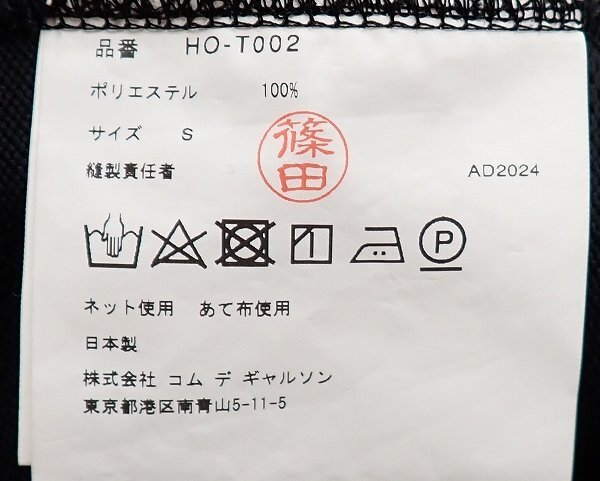 品番 HO-T002
ポリエステル 100%
サイズ S
篠田
縫製責任者 AD2024
P
ネット使用 あて布使用
日本製
株式会社 コム デ ギャルソン
東京都港区南青山5-11-5